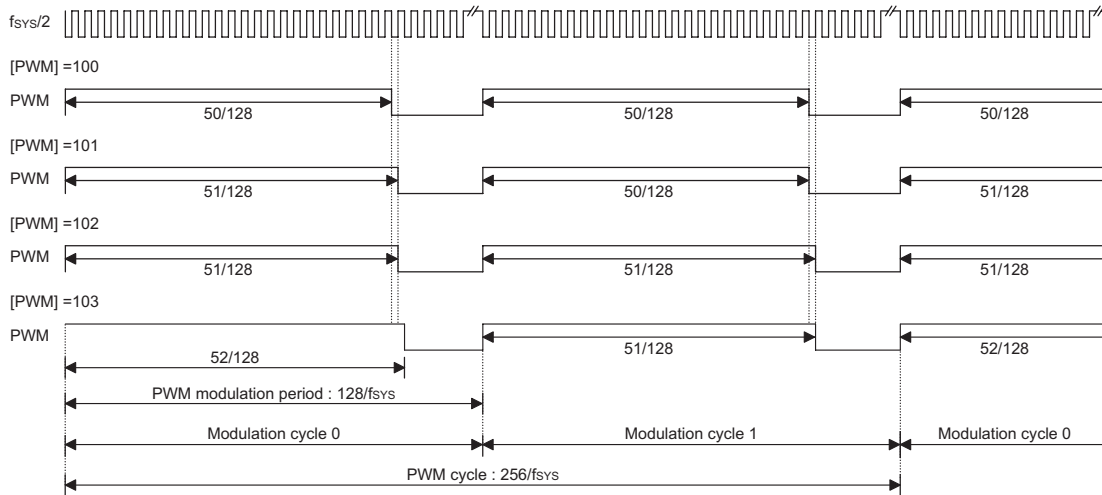 fSYS/2
[PWM] =100
PWM
50/128 50/128 50/128
[PWM] =101
PWM
51/128 50/128 51/128
[PWM] =102
PWM
51/128 51/128 51/128
[PWM] =103
PWM
52/128 51/128 52/128
PWM modulation period : 128/fSYS
Modulation cycle 0 Modulation cycle 1 Modulation cycle 0
PWM cycle : 256/fSYS